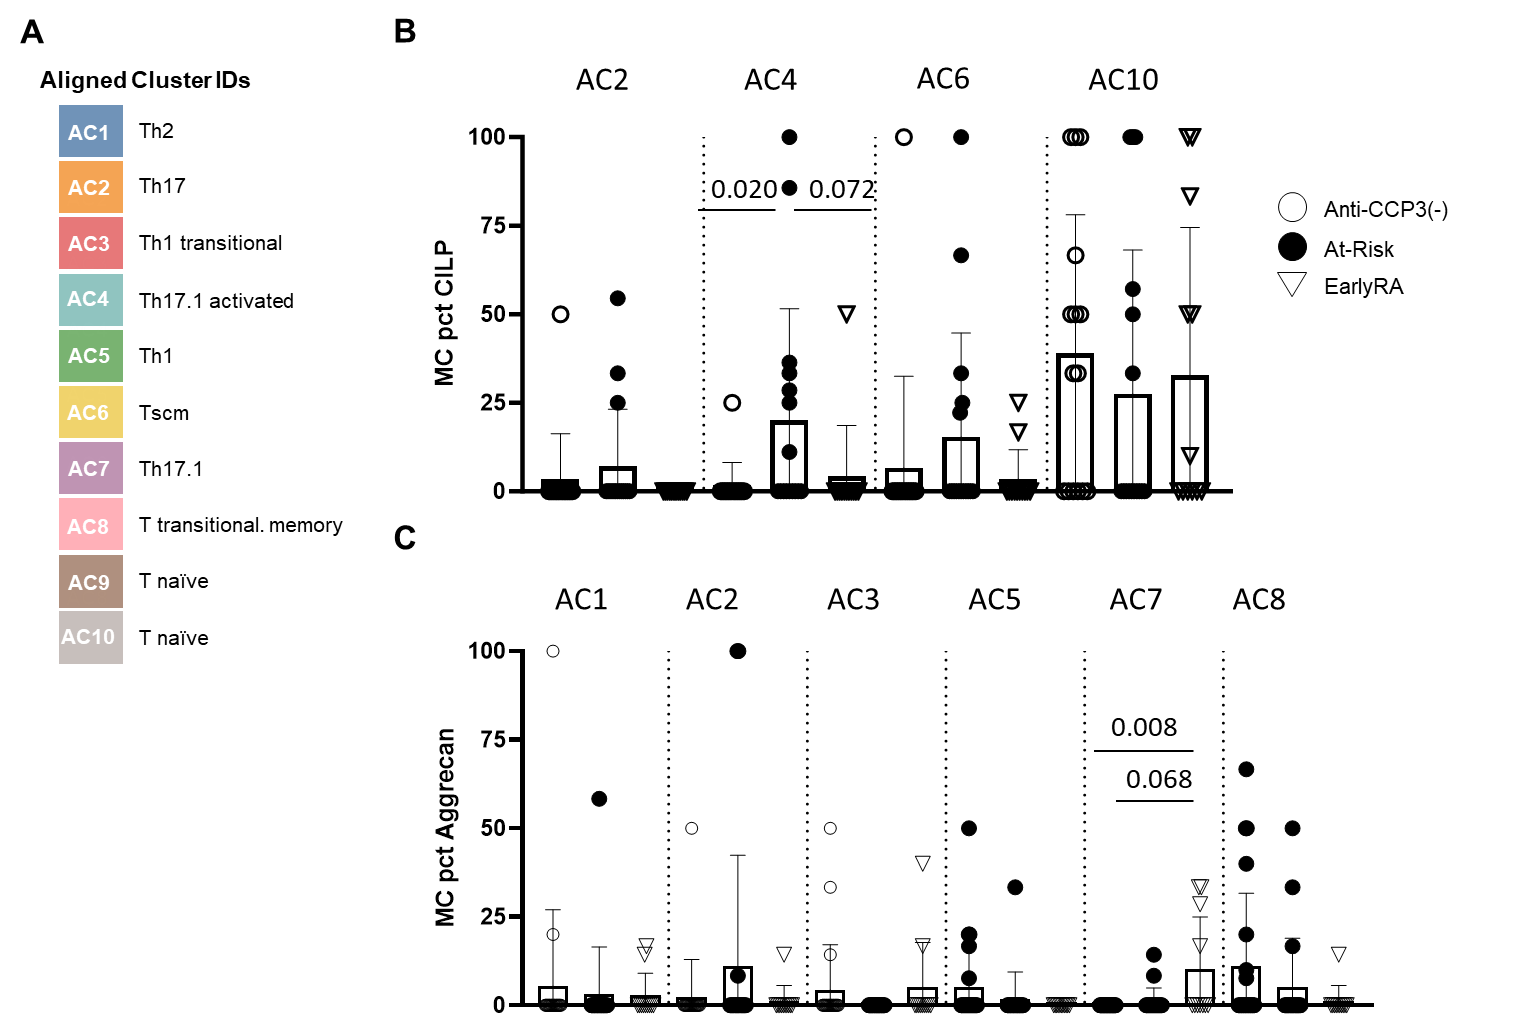 A
Aligned Cluster IDs
AC1 Th2
AC2 Th17
AC3 Th1 transitional
AC4 Th17.1 activated
AC5 Th1
AC6 Tscm
AC7 Th17.1
AC8 T transitional. memory
AC9 T naïve
AC10 T naïve
B
AC2 AC4 AC6 AC10
MC pct CILP
100
75
50
25
0
0.020 0.072
Anti-CCP3(-)
At-Risk
EarlyRA
C
AC1 AC2 AC3 AC5 AC7 AC8
MC pct Aggrecan
100
75
50
25
0
0.008
0.068